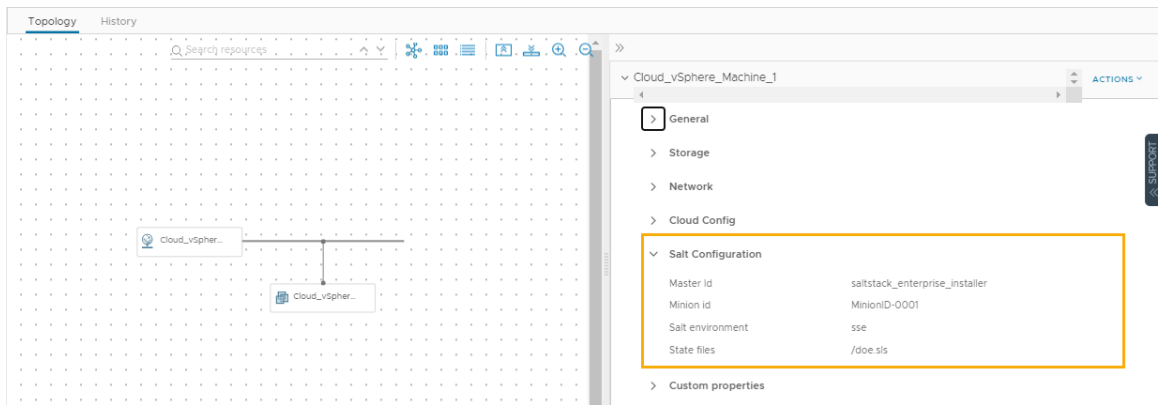 Topology History
Search resources
Cloud_vSphere_Machine_1
ACTIONS
General
Storage
Network
Cloud Config
Salt Configuration
Master Id saltstack_enterprise_installer
Minion id MinionID-0001
Salt environment sse
State files /doe.sls
Custom properties
Cloud_vSpher...
Cloud_vSpher...
SUPPORT